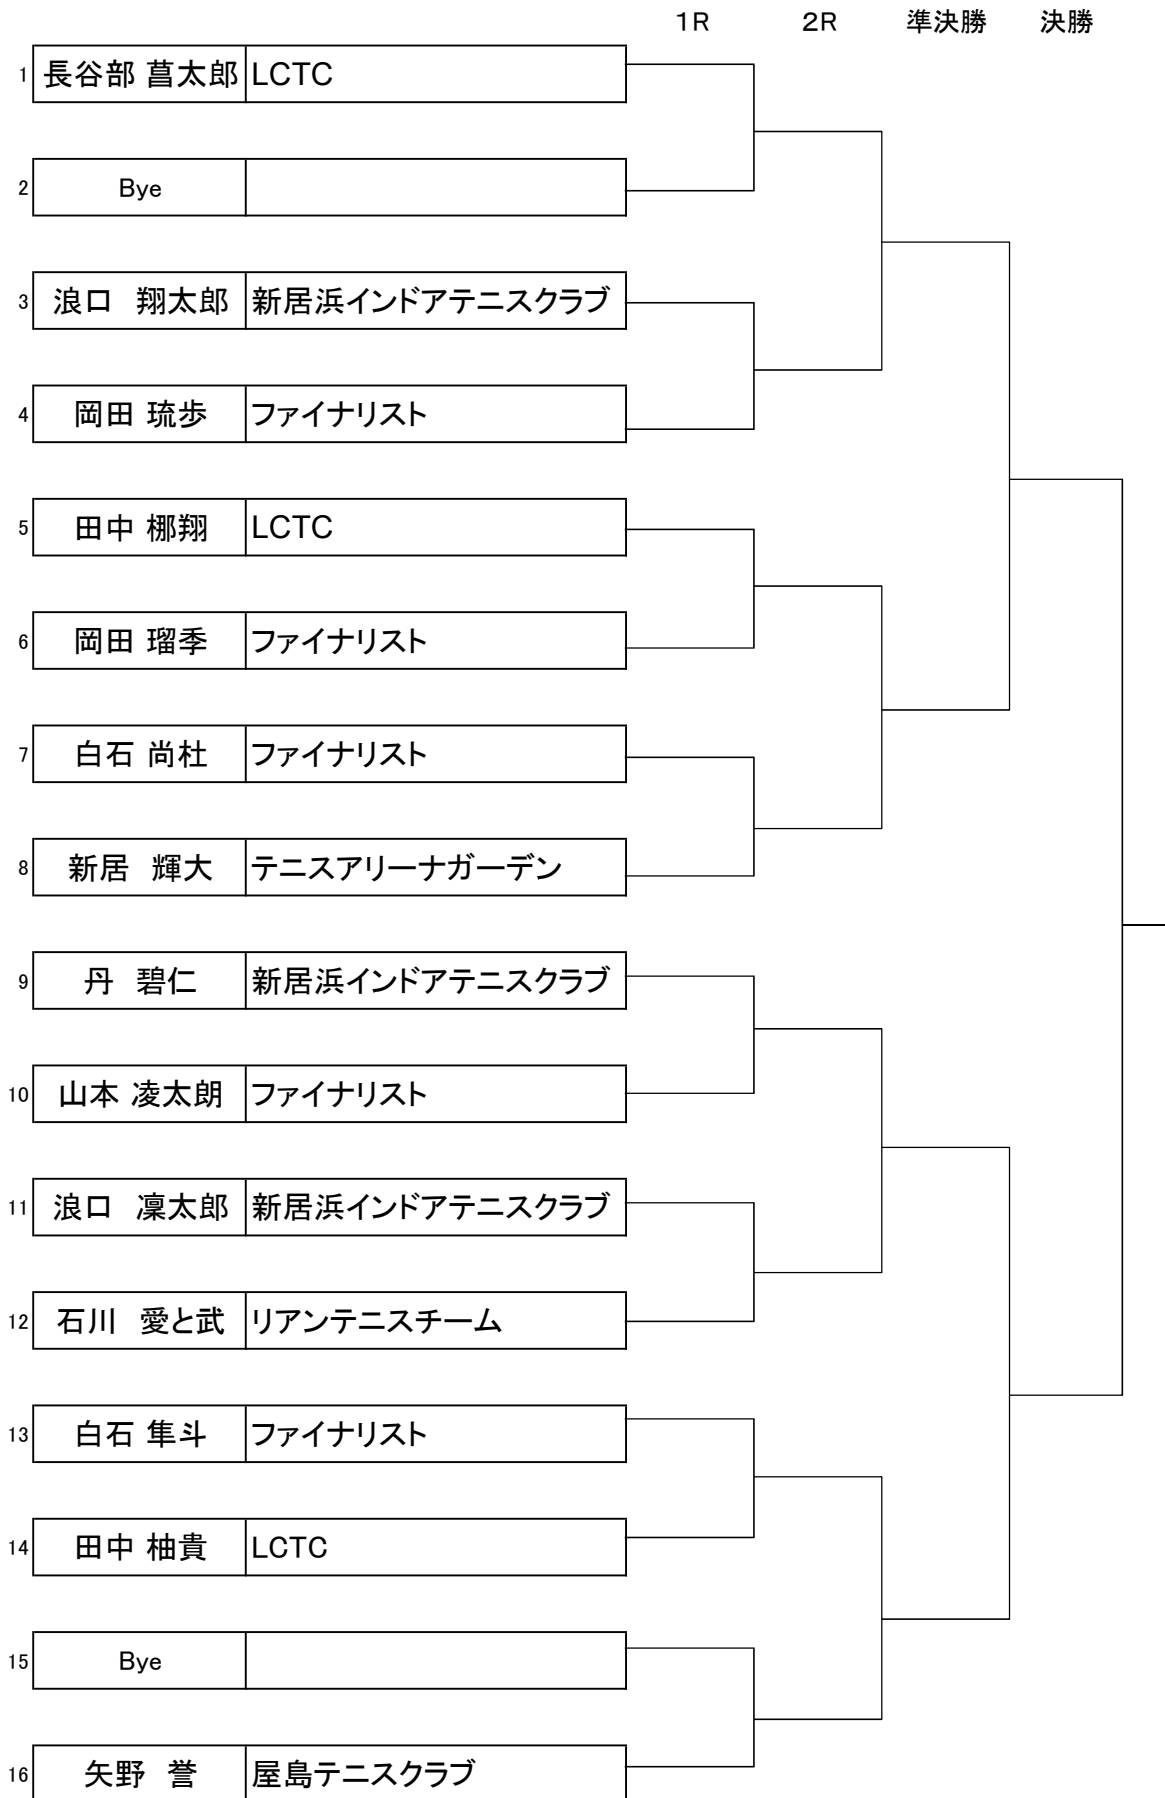 1R 2R 準決勝 決勝
1 長谷部 菖太郎 LCTC
2 Bye
3 浪口 翔太郎 新居浜インドアテニスクラブ
4 岡田 琉歩 ファイナリスト
5 田中 梛翔 LCTC
6 岡田 瑠季 ファイナリスト
7 白石 尚杜 ファイナリスト
8 新居 輝大 テニスアリーナガーデン
9 丹 碧仁 新居浜インドアテニスクラブ
10 山本 凌太朗 ファイナリスト
11 浪口 凜太郎 新居浜インドアテニスクラブ
12 石川 愛と武 リアンテニスチーム
13 白石 隼斗 ファイナリスト
14 田中 柚貴 LCTC
15 Bye
16 矢野 誉 屋島テニスクラブ